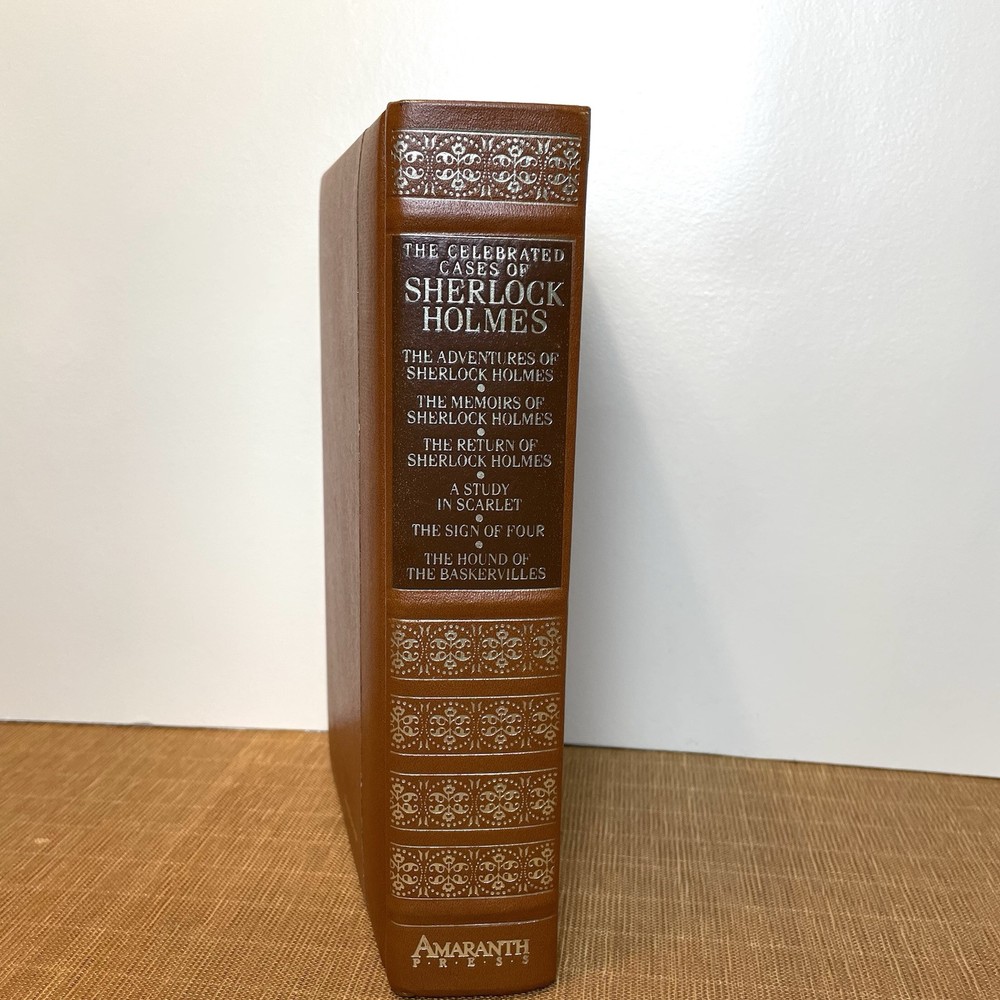 THE CELEBRATED
CASES OF
SHERLOCK
HOLMES
THE ADVENTURES OF
SHERLOCK HOLMES
•
THE MEMOIRS OF
SHERLOCK HOLMES
•
THE RETURN OF
SHERLOCK HOLMES
•
A STUDY
IN SCARLET
•
THE SIGN OF FOUR
•
THE HOUND OF
THE BASKERVILLES
AMARANTH
P·R·E·S·S